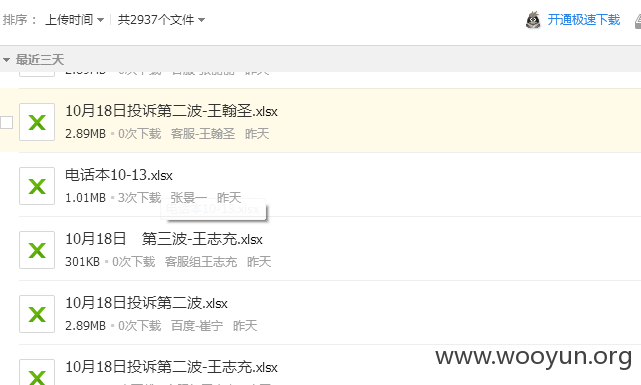 排序： 上传时间 共2937个文件 开通极速下载
最近三天
10月18日投诉第二波-王翰圣.xlsx
2.89MB 0次下载 客服-王翰圣 昨天
电话本10-13.xlsx
1.01MB 3次下载 张景一 昨天
10月18日 第三波-王志充.xlsx
301KB 0次下载 客服组王志充 昨天
10月18日投诉第二波.xlsx
2.89MB 0次下载 百度-崔宁 昨天
10月18日投诉第二波-王志充.xlsx
www.wooyun.org